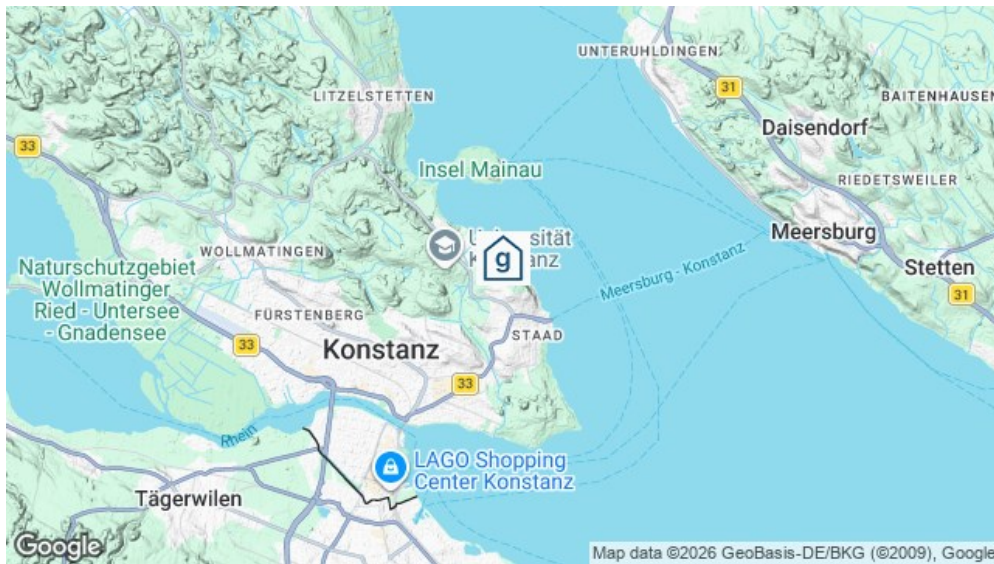 UNTERUHLDINGEN
31
LITZELSTETTEN
BAITENHAUSEN
Daisendorf
33
Insel Mainau
RIEDETSWEILER
WOLLMATINGEN
Meersburg
g
Naturschutzgebiet
Wollmatinger
Ried - Untersee
- Gnadensee
Meersburg - Konstanz
Stetten
31
FÜRSTENBERG
STAAD
33
Konstanz
33
Rhein
LAGO Shopping
Center Konstanz
Tägerwilen
Google
Map data ©2026 GeoBasis-DE/BKG (©2009), Google